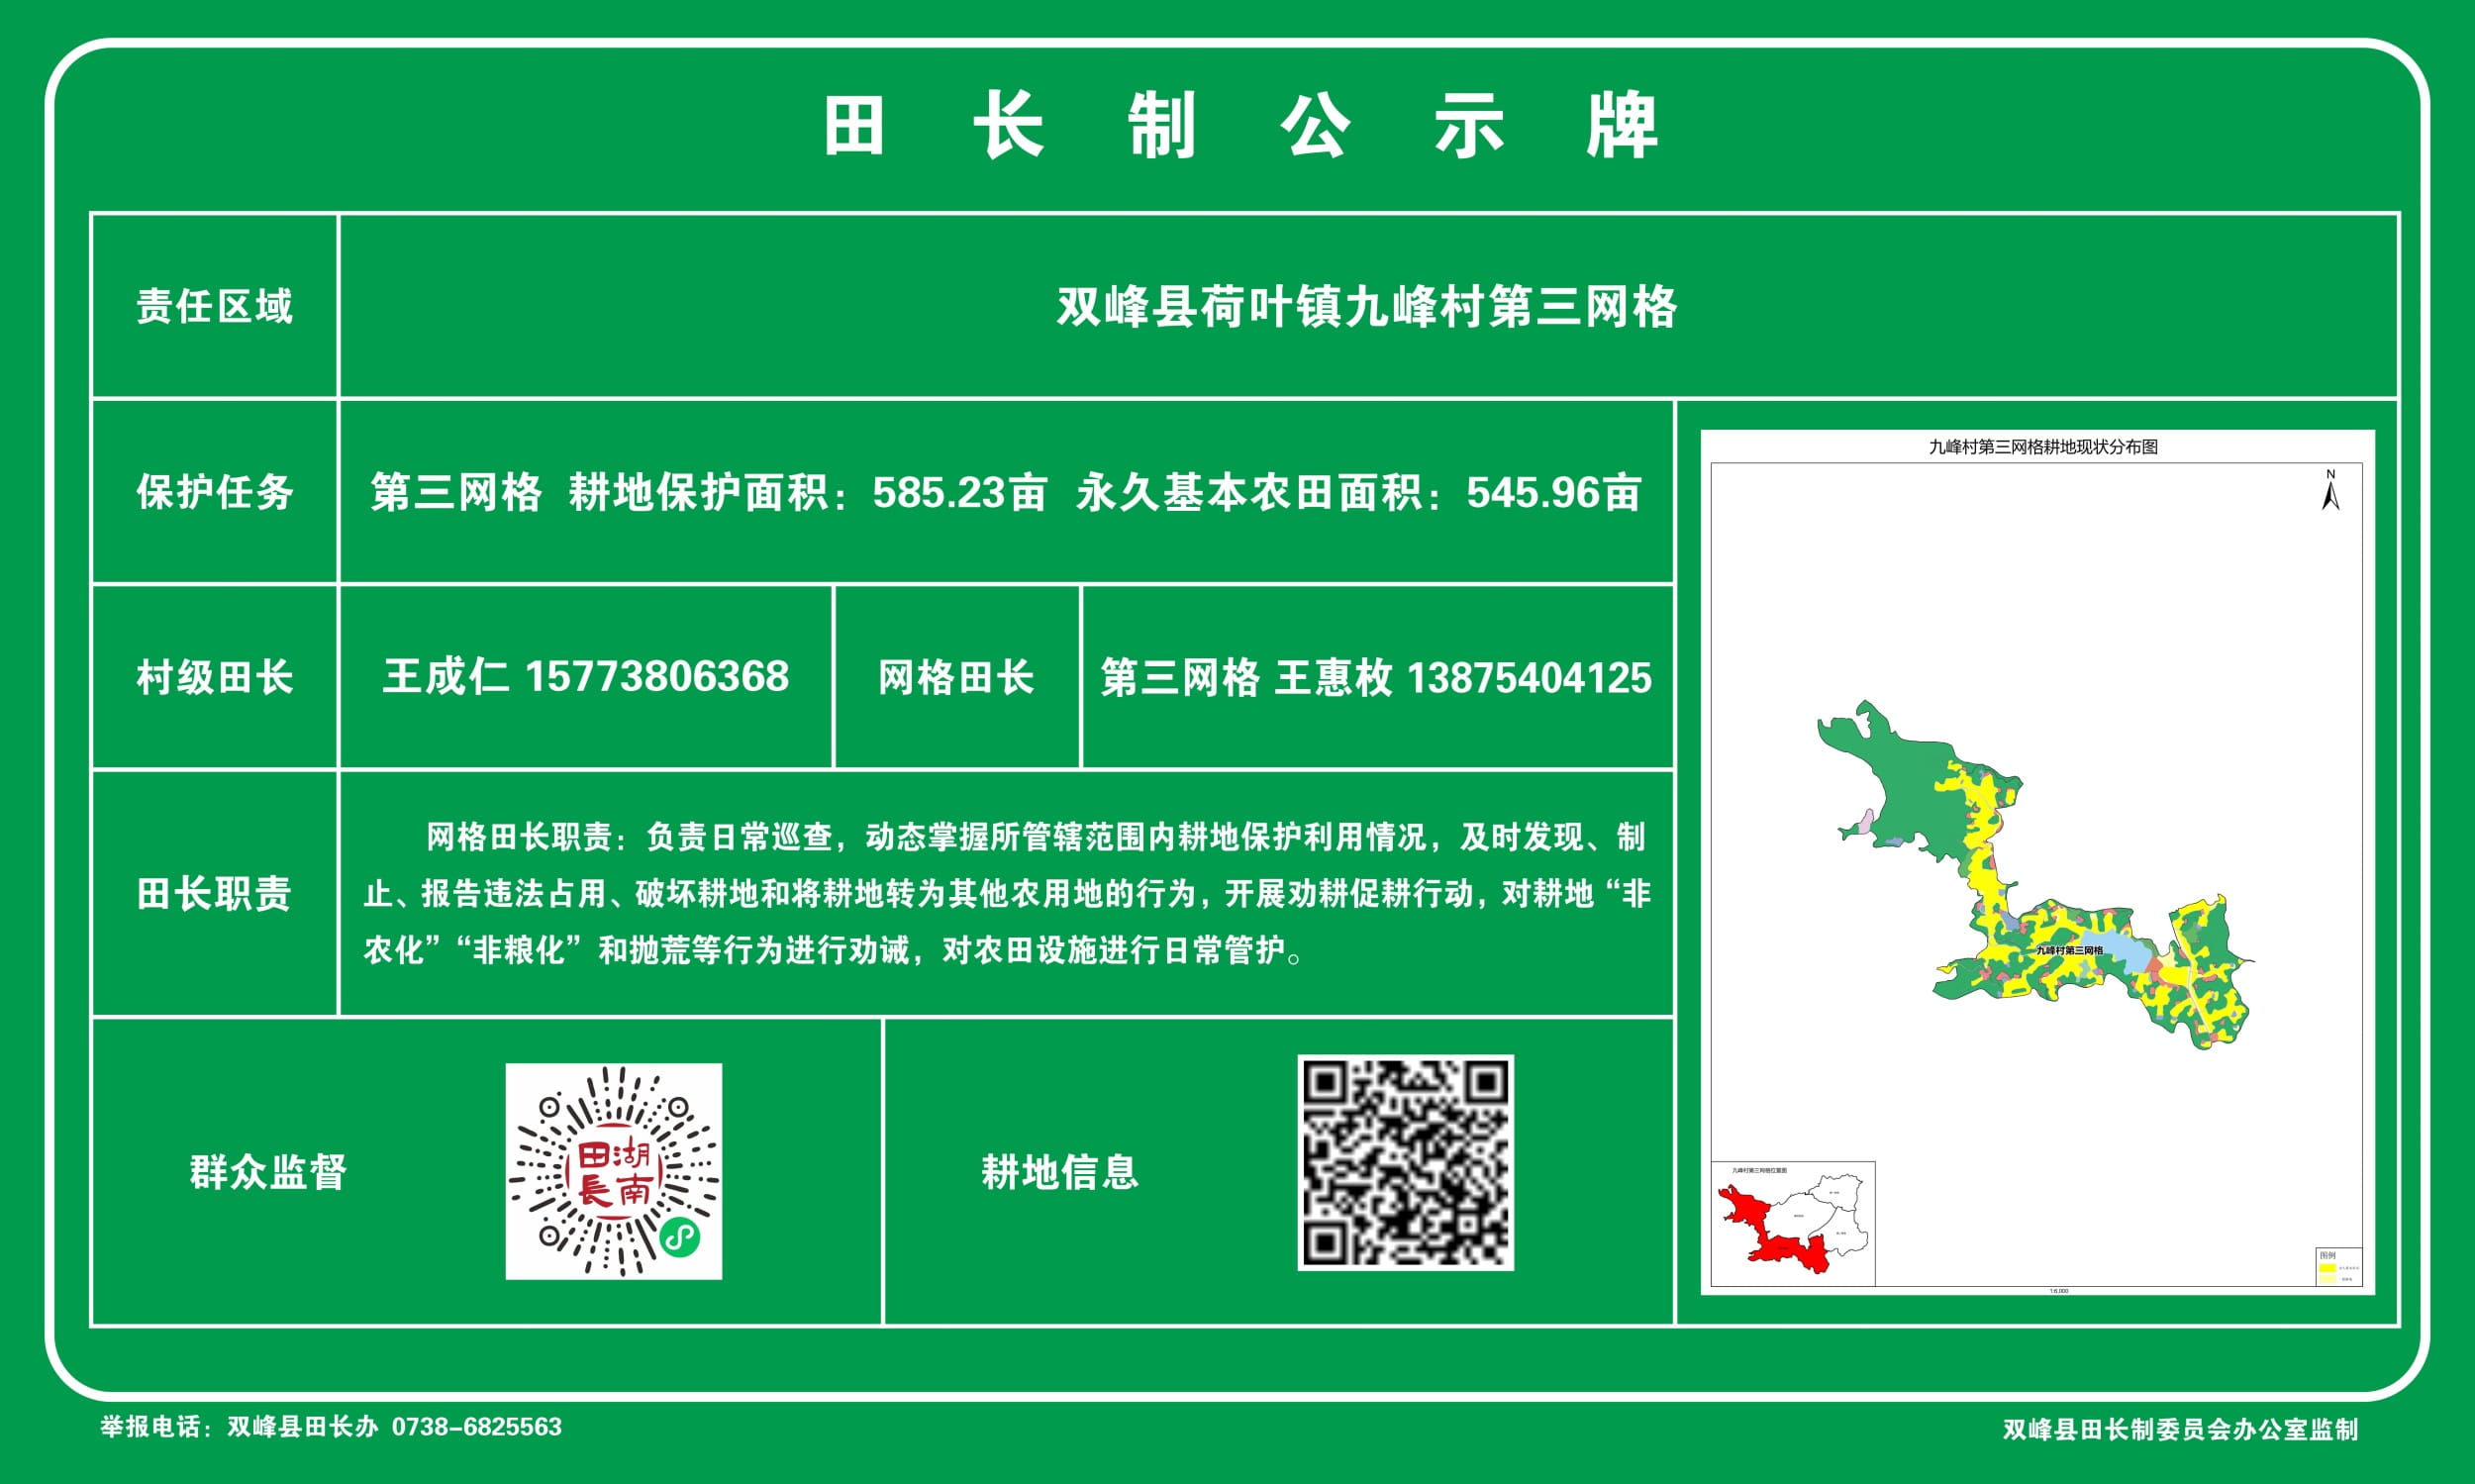 田长制公示牌
责任区域
双峰县荷叶镇九峰村第三网格
保护任务
第三网格 耕地保护面积：585.23亩 永久基本农田面积：545.96亩
村级田长
王成仁 15773806368
网格田长
第三网格 王惠枚 13875404125
田长职责
网格田长职责：负责日常巡查，动态掌握所管辖范围内耕地保护利用情况，及时发现、制
止、报告违法占用、破坏耕地和将耕地转为其他农用地的行为，开展劝耕促耕行动，对耕地“非
农化”“非粮化”和抛荒等行为进行劝诫，对农田设施进行日常管护。
群众监督
湖南田長
耕地信息
九峰村第三网格耕地现状分布图
N
九峰村第三网格
九峰村第三网格位置图
图例
1:6,000
举报电话：双峰县田长办 0738-6825563
双峰县田长制委员会办公室监制